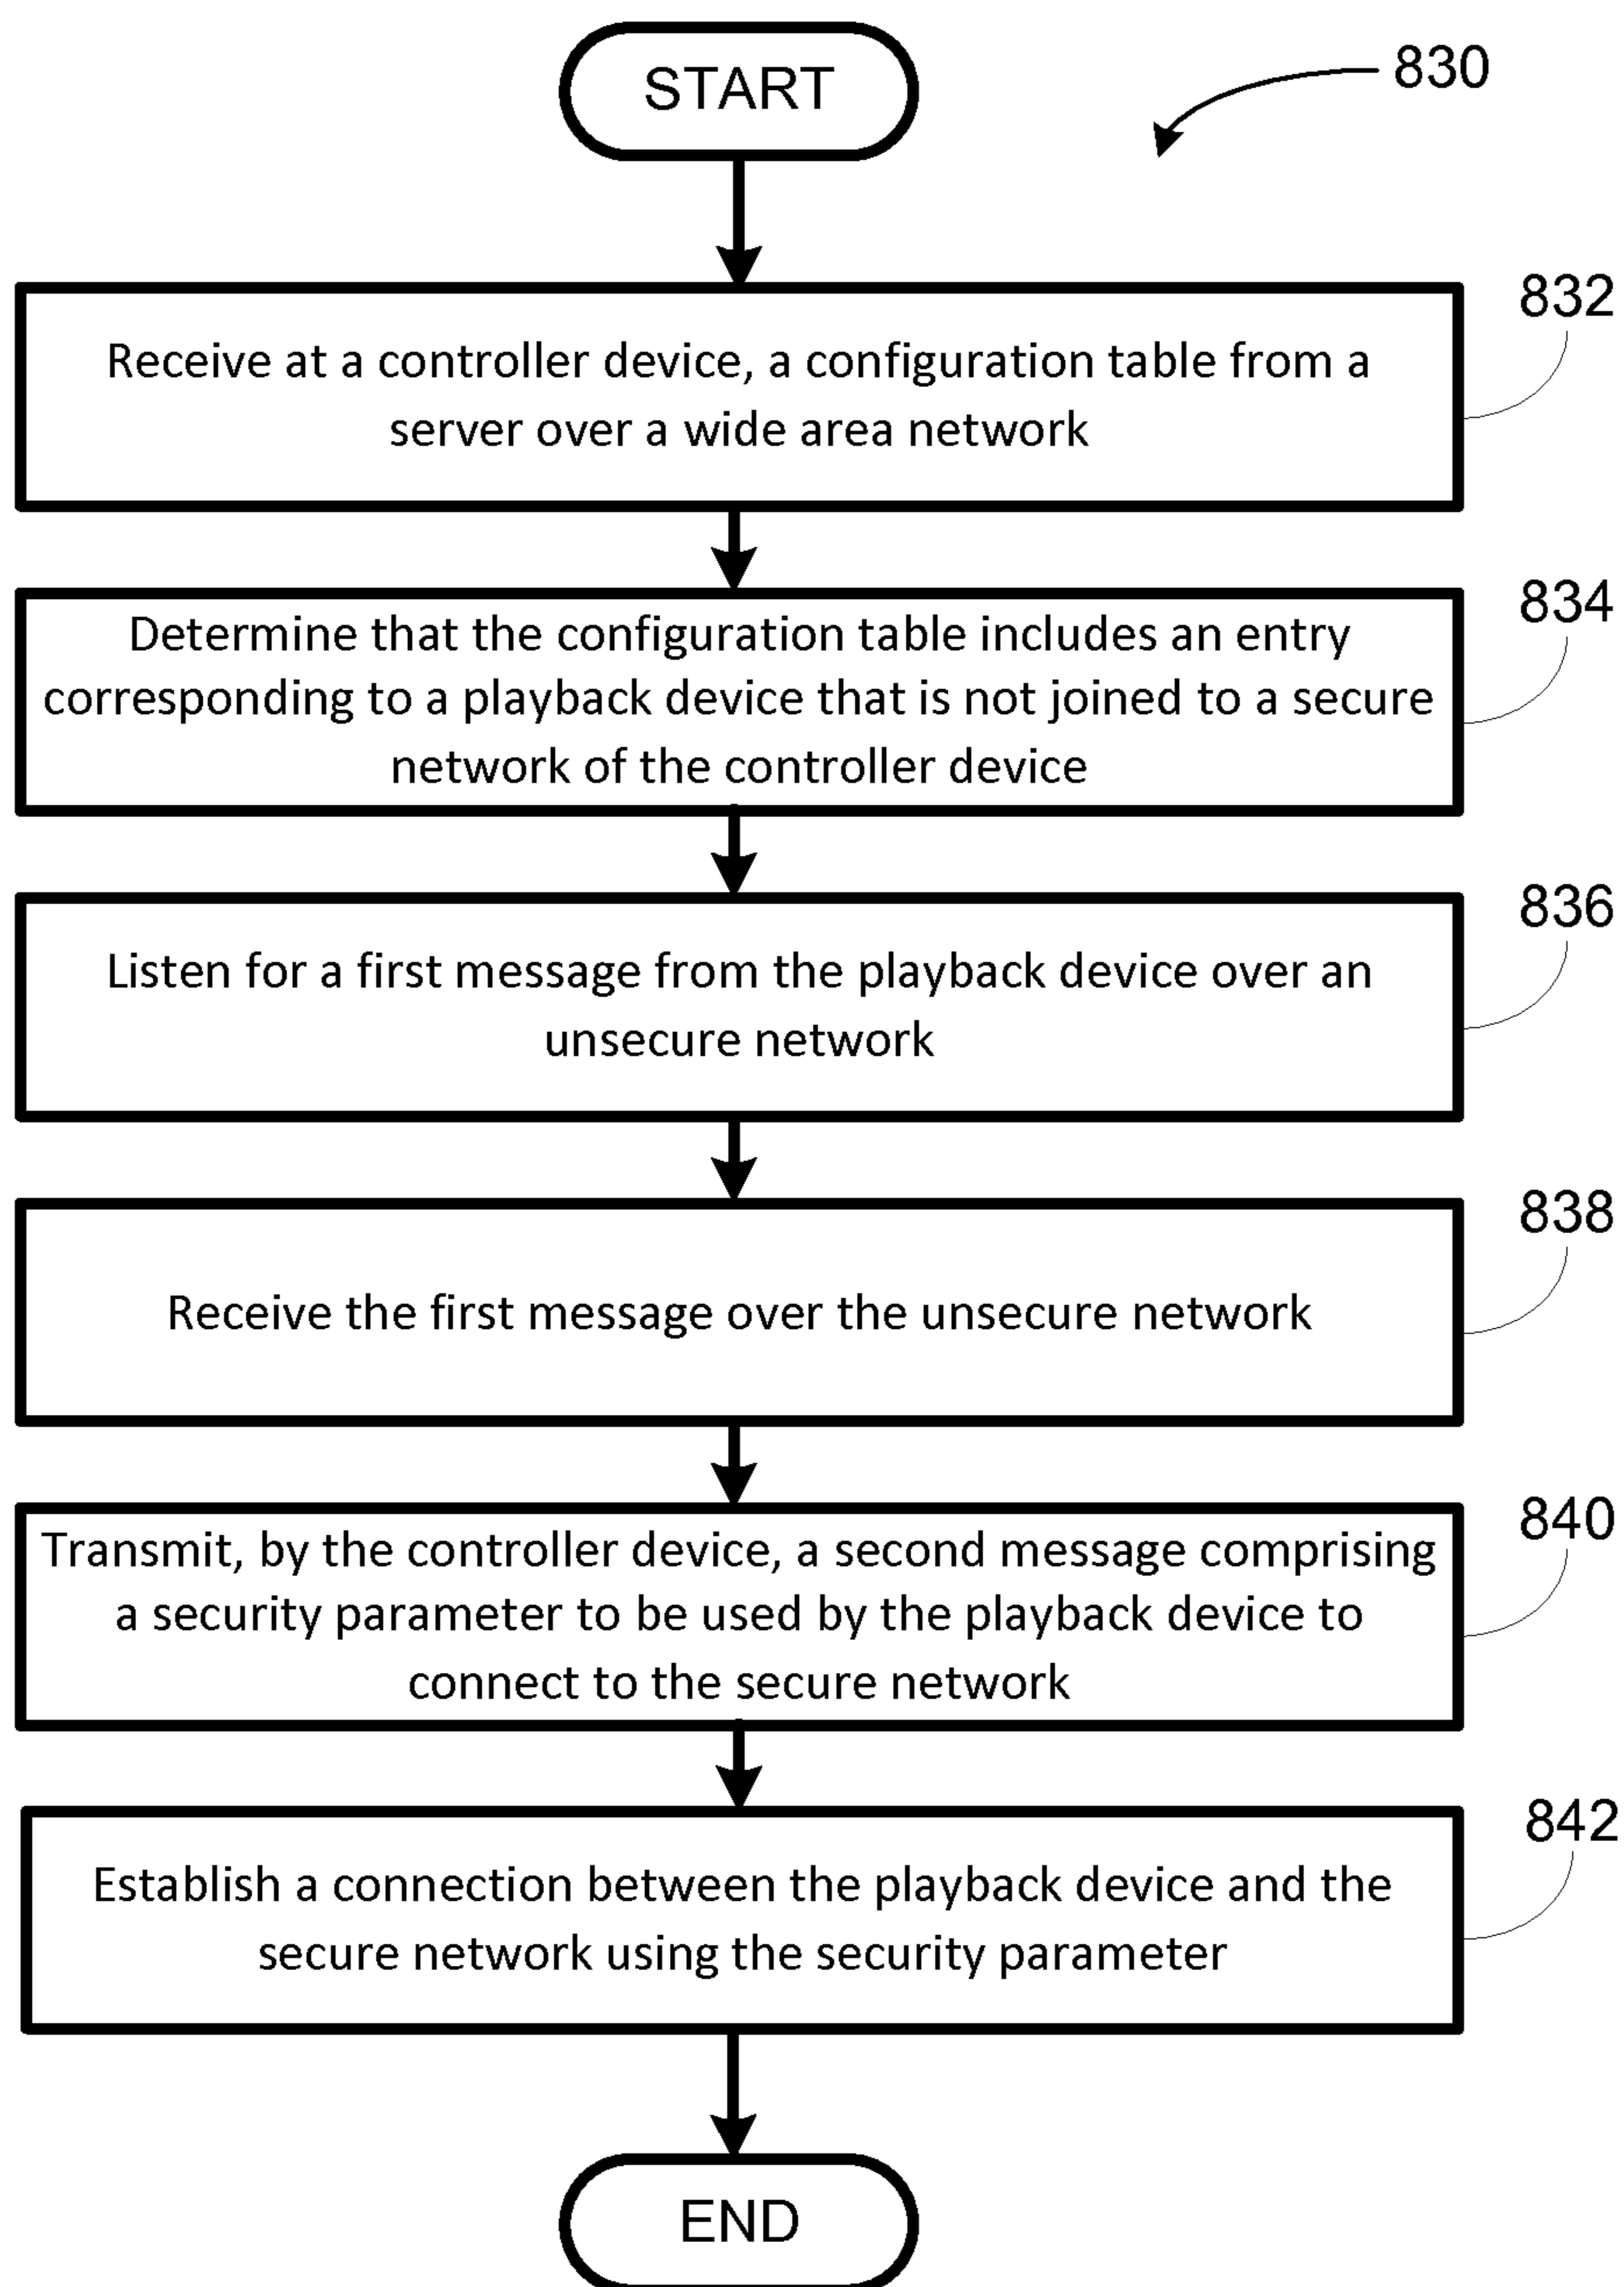 START
830
832
Receive at a controller device, a configuration table from a
server over a wide area network
834
Determine that the configuration table includes an entry
corresponding to a playback device that is not joined to a secure
network of the controller device
836
Listen for a first message from the playback device over an
unsecure network
838
Receive the first message over the unsecure network
840
Transmit, by the controller device, a second message comprising
a security parameter to be used by the playback device to
connect to the secure network
842
Establish a connection between the playback device and the
secure network using the security parameter
END